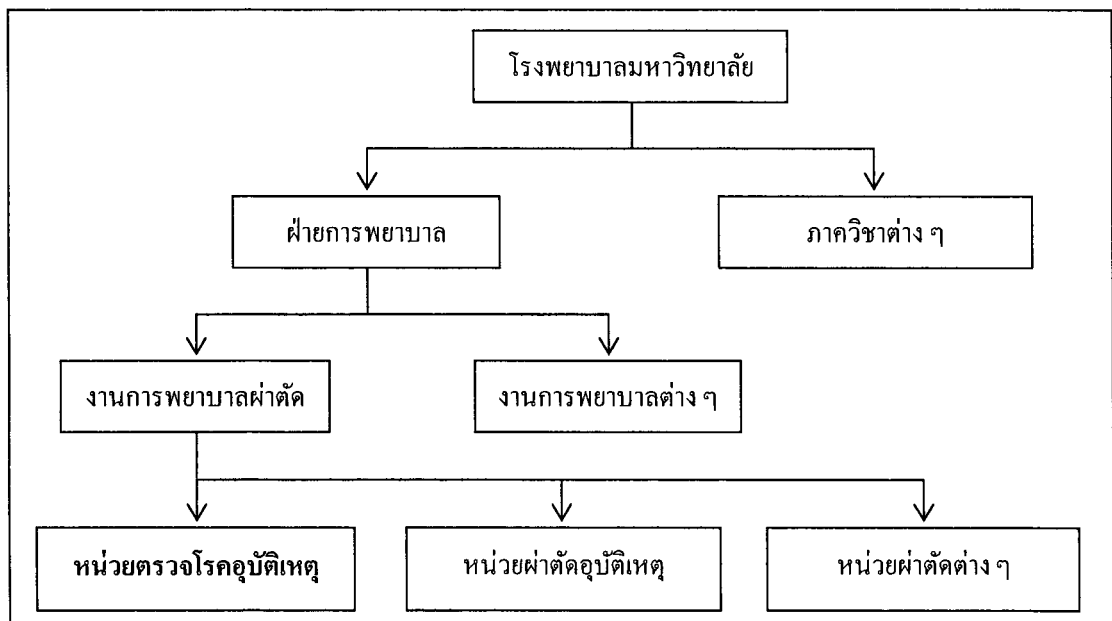 โรงพยาบาลมหาวิทยาลัย
ฝ่ายการพยาบาล
ภาควิชาต่าง ๆ
งานการพยาบาลผ่าตัด
งานการพยาบาลต่าง ๆ
หน่วยตรวจโรคอุบัติเหตุ
หน่วยผ่าตัดอุบัติเหตุ
หน่วยผ่าตัดต่าง ๆ